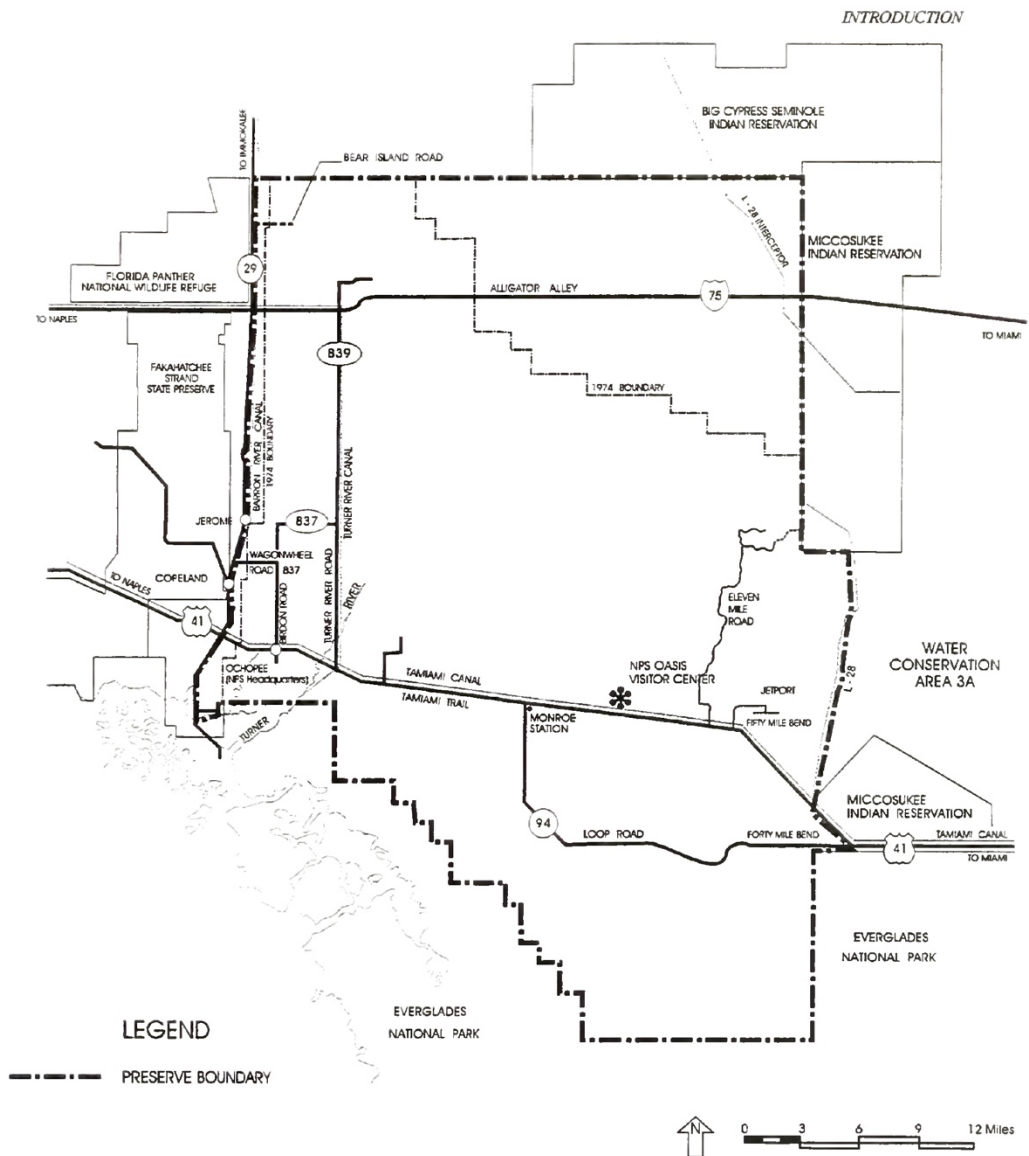 INTRODUCTION
TO IMMOKALEE
BIG CYPRESS SEMINOLE
INDIAN RESERVATION
BEAR ISLAND ROAD
L-28 INTERCEPTOR
MICCOSUKEE
INDIAN RESERVATION
29
FLORIDA PANTHER
NATIONAL WILDLIFE REFUGE
ALLIGATOR ALLEY
75
TO NAPLES
TO MIAMI
839
FAKAHATCHEE
STRAND
STATE PRESERVE
1974 BOUNDARY
BARRON RIVER CANAL
1974 BOUNDARY
TURNER RIVER CANAL
JEROME
837
WAGONWHEEL
ROAD 837
COPELAND
TO NAPLES
BIRDON ROAD
TURNER RIVER ROAD
RIVER
ELEVEN
MILE
ROAD
41
OCHOPEE
(NPS Headquarters)
TAMIAMI CANAL
TAMIAMI TRAIL
NPS OASIS
VISITOR CENTER
L-28
WATER
CONSERVATION
AREA 3A
JETPORT
TURNER
MONROE
STATION
FIFTY MILE BEND
MICCOSUKEE
INDIAN RESERVATION
94
LOOP ROAD
FORTY MILE BEND
41
TAMIAMI CANAL
TO MIAMI
EVERGLADES
NATIONAL PARK
EVERGLADES
NATIONAL PARK
LEGEND
PRESERVE BOUNDARY
N
0 3 6 9 12 Miles